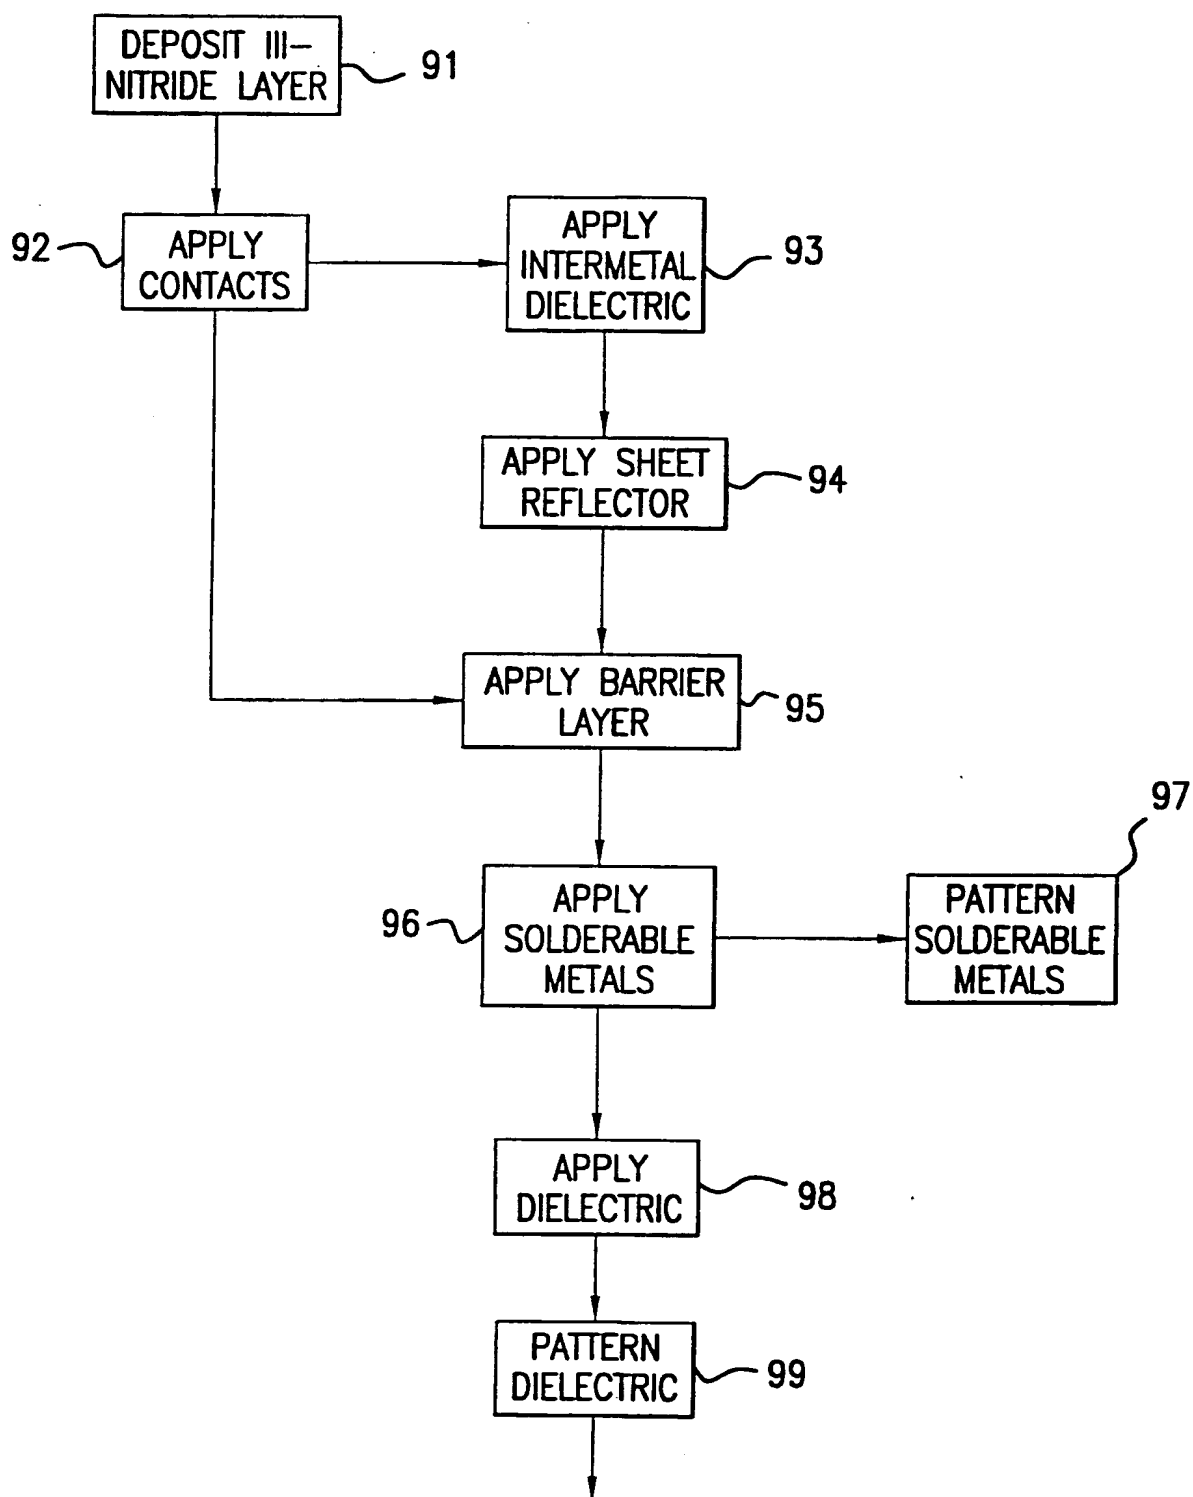 DEPOSIT III-
NITRIDE LAYER
91
92
APPLY
CONTACTS
APPLY
INTERMETAL
DIELECTRIC
93
APPLY SHEET
REFLECTOR
94
APPLY BARRIER
LAYER
95
97
96
APPLY
SOLDERABLE
METALS
PATTERN
SOLDERABLE
METALS
APPLY
DIELECTRIC
98
PATTERN
DIELECTRIC
99